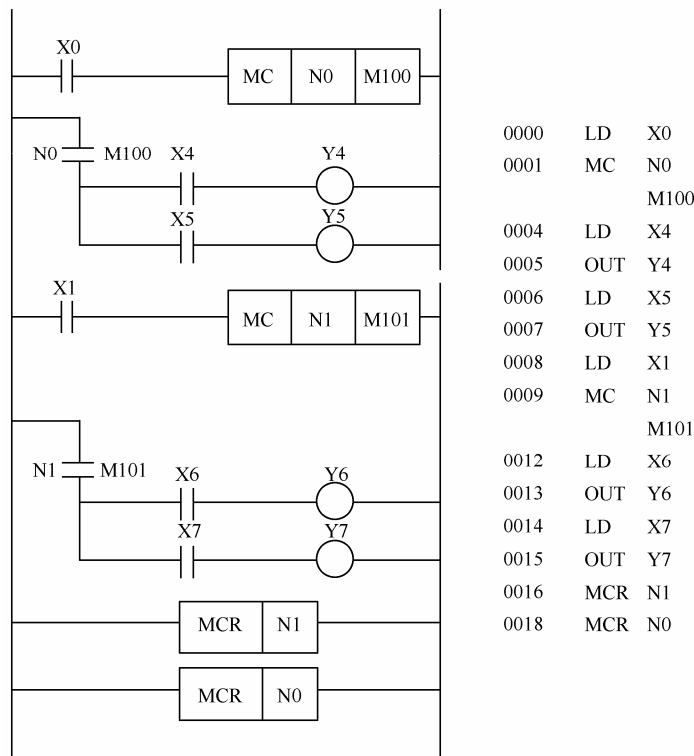 X0
MC N0 M100
N0 M100 X4 Y4
X5 Y5
X1
MC N1 M101
N1 M101 X6 Y6
X7 Y7
MCR N1
MCR N0
0000 LD X0
0001 MC N0
M100
0004 LD X4
0005 OUT Y4
0006 LD X5
0007 OUT Y5
0008 LD X1
0009 MC N1
M101
0012 LD X6
0013 OUT Y6
0014 LD X7
0015 OUT Y7
0016 MCR N1
0018 MCR N0